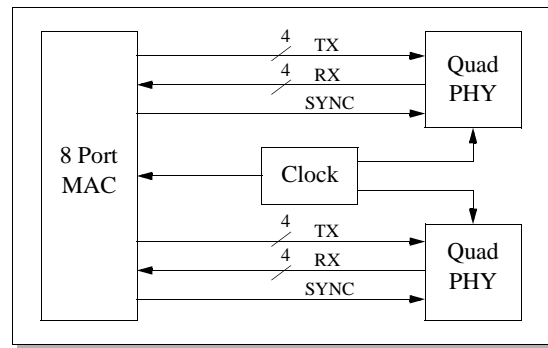 4 TX
4 RX
SYNC
Quad
PHY
8 Port
MAC
Clock
4 TX
4 RX
SYNC
Quad
PHY